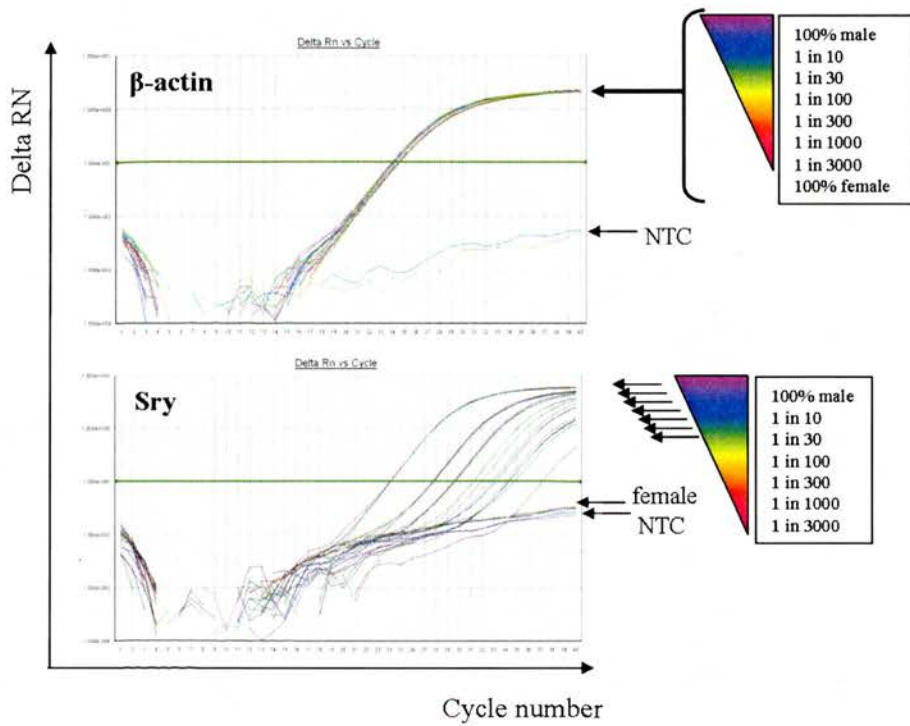 Delta RN
Delta Rn vs Cycle
β-actin
NTC
100% male
1 in 10
1 in 30
1 in 100
1 in 300
1 in 1000
1 in 3000
100% female
Delta Rn vs Cycle
Sry
female
NTC
100% male
1 in 10
1 in 30
1 in 100
1 in 300
1 in 1000
1 in 3000
Cycle number